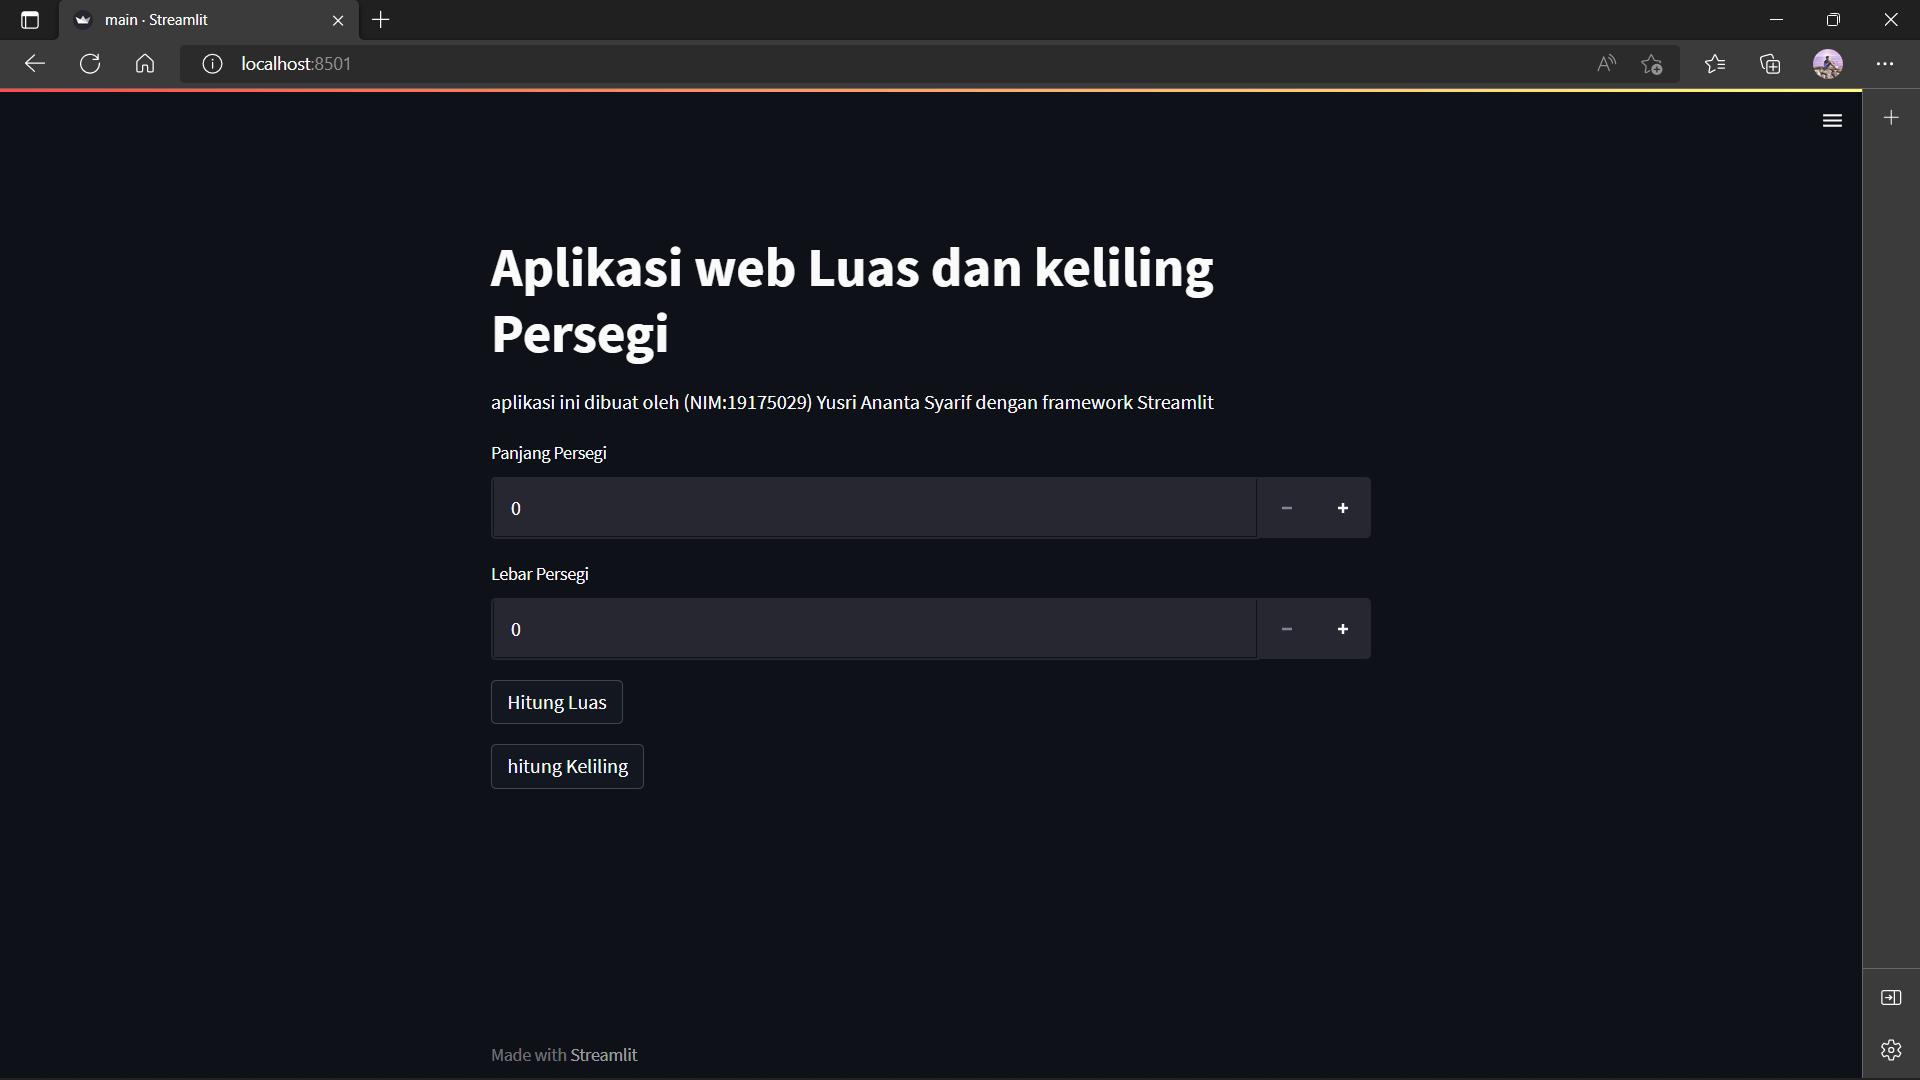 main · Streamlit
localhost:8501
Aplikasi web Luas dan keliling
Persegi
aplikasi ini dibuat oleh (NIM:19175029) Yusri Ananta Syarif dengan framework Streamlit
Panjang Persegi
0
Lebar Persegi
0
Hitung Luas
hitung Keliling
Made with Streamlit